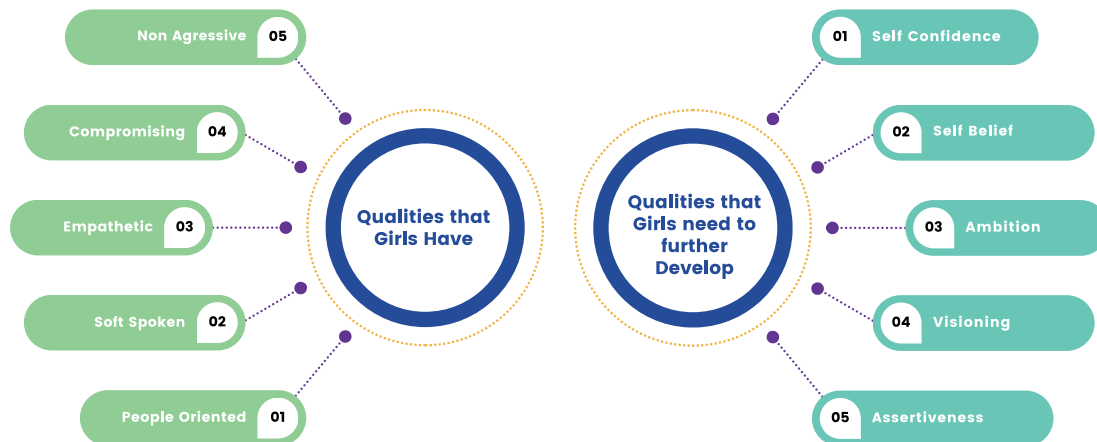 Non Agressive 05
Compromising 04
Empathetic 03
Soft Spoken 02
People Oriented 01
Qualities that
Girls Have
Qualities that
Girls need to
further
Develop
01 Self Confidence
02 Self Belief
03 Ambition
04 Visioning
05 Assertiveness